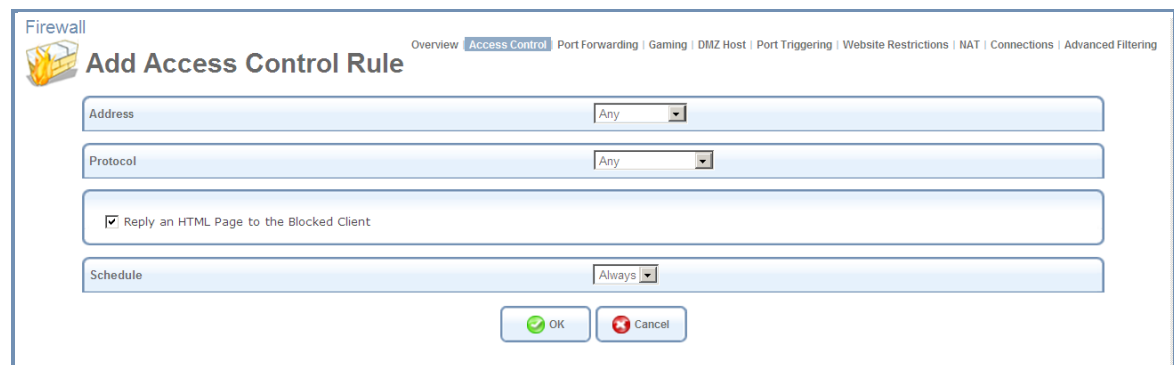 Firewall
Overview | Access Control | Port Forwarding | Gaming | DMZ Host | Port Triggering | Website Restrictions | NAT | Connections | Advanced Filtering
Add Access Control Rule
Address Any
Protocol Any
Reply an HTML Page to the Blocked Client
Schedule Always
OK Cancel